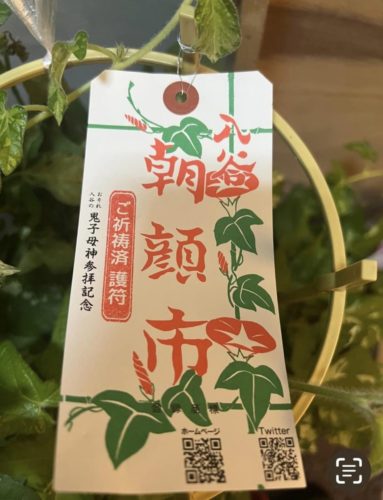 入谷
朝顔市
ご祈祷済 護符
おそれ
入谷の 鬼子母神参拝記念
ホームページ
Twitter